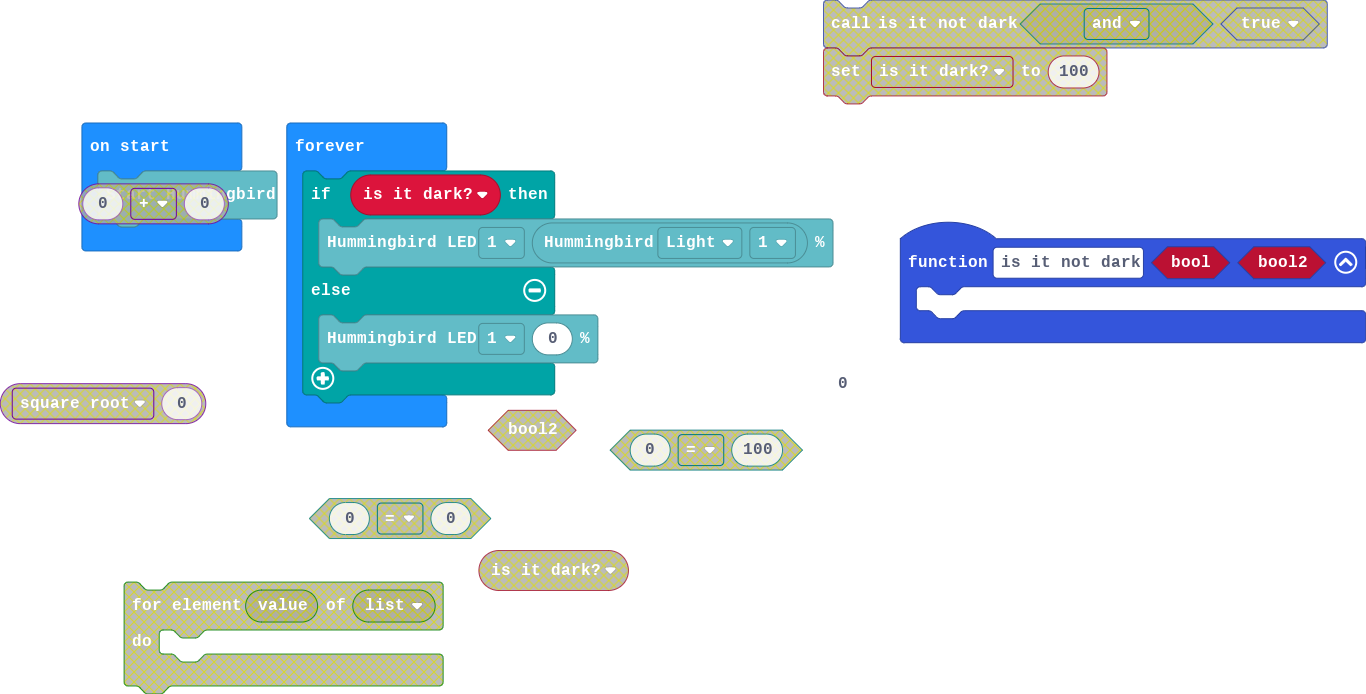 call is it not dark and true
set is it dark? to 100
on start
forever
0 + 0 gbird
if is it dark? then
Hummingbird LED 1 Hummingbird Light 1 %
else
Hummingbird LED 1 0 %
function is it not dark bool bool2
0
square root 0
bool2
0 = 100
0 = 0
is it dark?
for element value of list
do